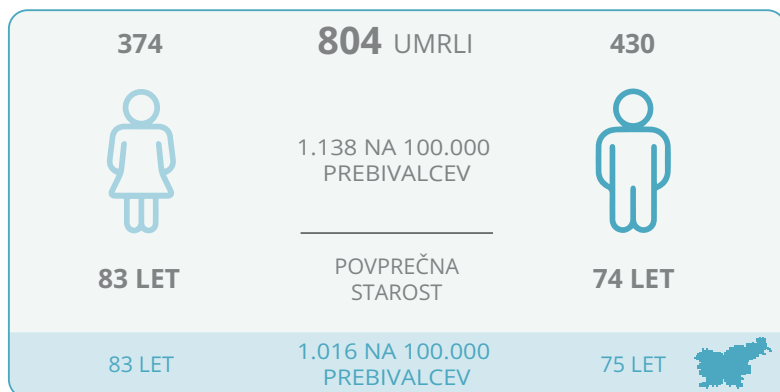 374 804 UMRLI 430
1.138 NA 100.000
PREBIVALCEV
83 LET POVPREČNA STAROST 74 LET
83 LET 1.016 NA 100.000 PREBIVALCEV 75 LET